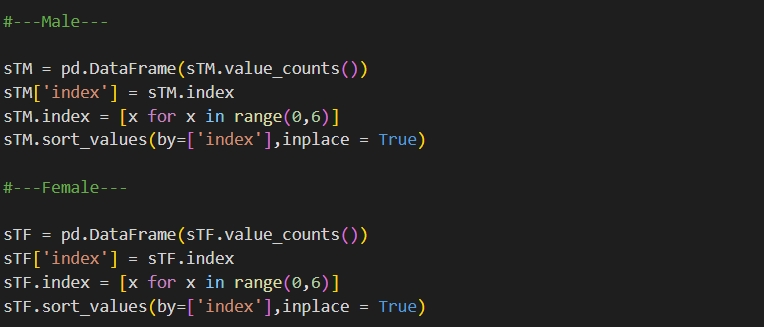 #---Male---
sTM = pd.DataFrame(sTM.value_counts())
sTM['index'] = sTM.index
sTM.index = [x for x in range(0,6)]
sTM.sort_values(by=['index'],inplace = True)
#---Female---
sTF = pd.DataFrame(sTF.value_counts())
sTF['index'] = sTF.index
sTF.index = [x for x in range(0,6)]
sTF.sort_values(by=['index'],inplace = True)